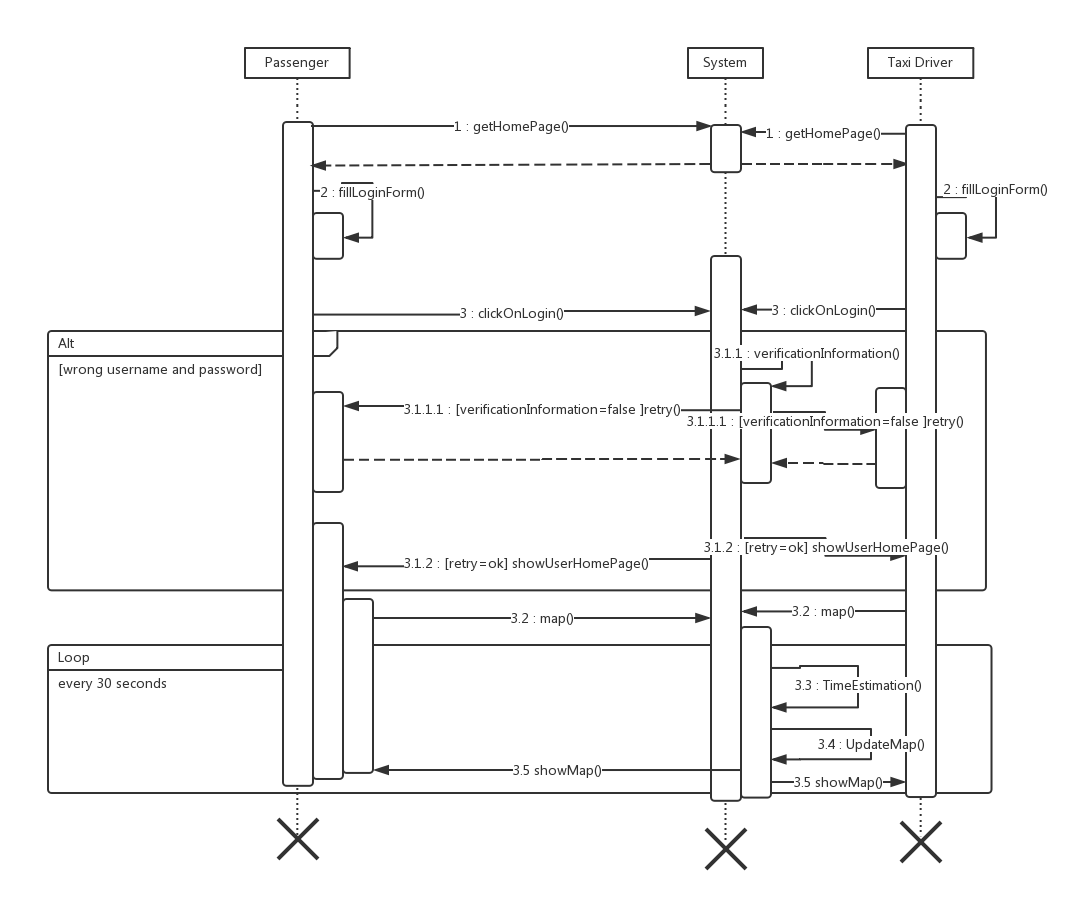 Passenger
System
Taxi Driver
1 : getHomePage()
1 : getHomePage()
2 : fillLoginForm()
2 : fillLoginForm()
3 : clickOnLogin()
3 : clickOnLogin()
Alt
[wrong username and password]
3.1.1 : verificationInformation()
3.1.1.1 : [verificationInformation=false ]retry()
3.1.1.1 : [verificationInformation=false ]retry()
3.1.2 : [retry=ok] showUserHomePage()
3.1.2 : [retry=ok] showUserHomePage()
3.2 : map()
3.2 : map()
Loop
every 30 seconds
3.3 : TimeEstimation()
3.4 : UpdateMap()
3.5 showMap()
3.5 showMap()